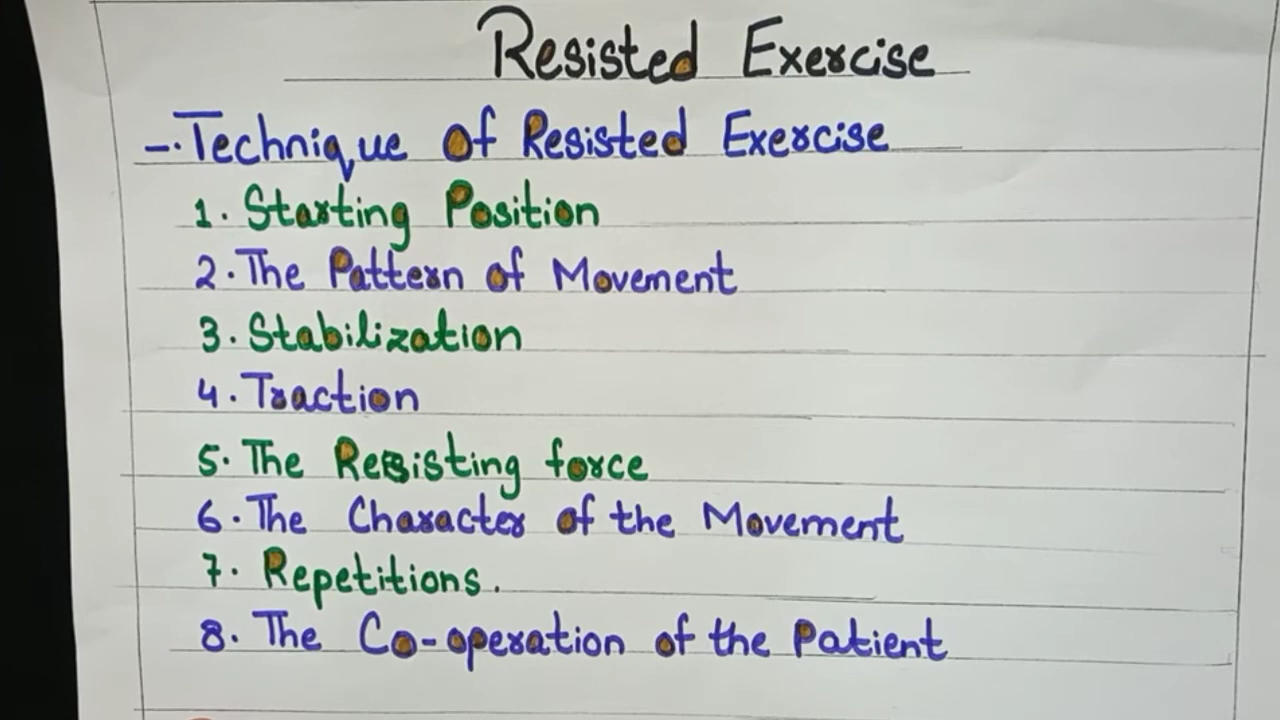 Resisted Exercise
-. Technique of Resisted Exercise
1. Starting Position
2. The Pattern of Movement
3. Stabilization
4. Traction
5. The Resisting force
6. The Character of the Movement
7. Repetitions.
8. The Co-operation of the Patient